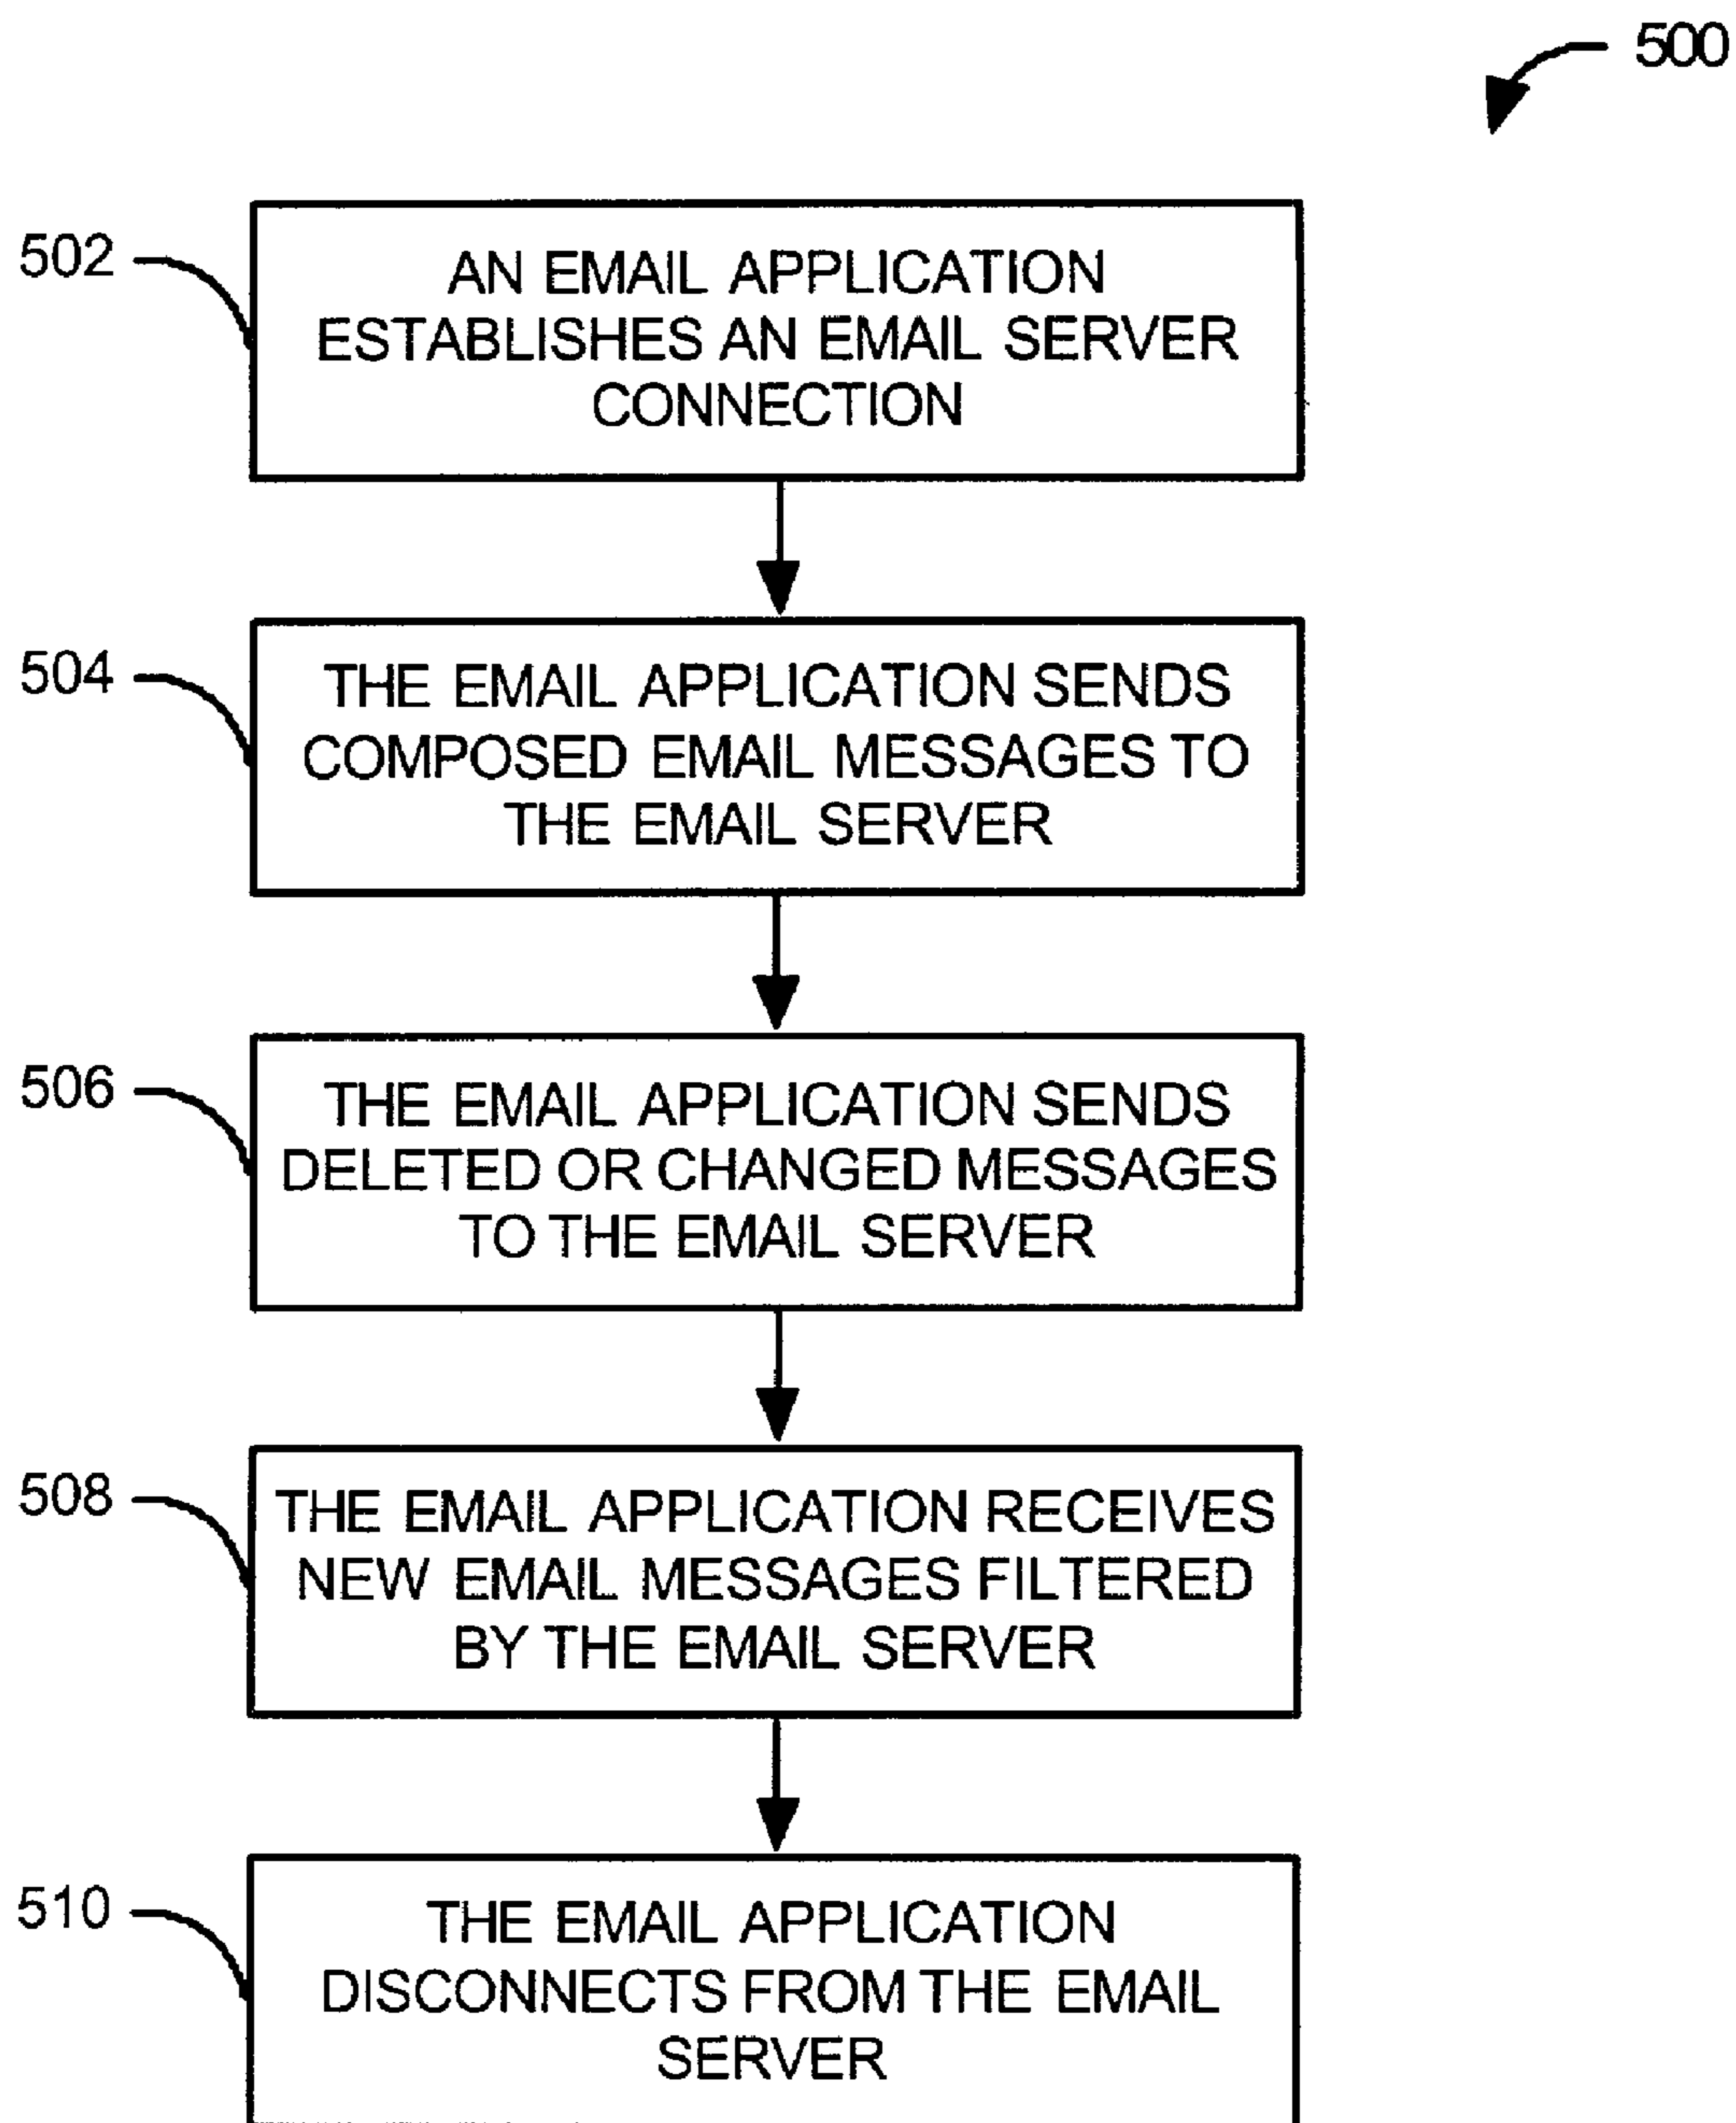 500
502
AN EMAIL APPLICATION
ESTABLISHES AN EMAIL SERVER
CONNECTION
504
THE EMAIL APPLICATION SENDS
COMPOSED EMAIL MESSAGES TO
THE EMAIL SERVER
506
THE EMAIL APPLICATION SENDS
DELETED OR CHANGED MESSAGES
TO THE EMAIL SERVER
508
THE EMAIL APPLICATION RECEIVES
NEW EMAIL MESSAGES FILTERED
BY THE EMAIL SERVER
510
THE EMAIL APPLICATION
DISCONNECTS FROM THE EMAIL
SERVER